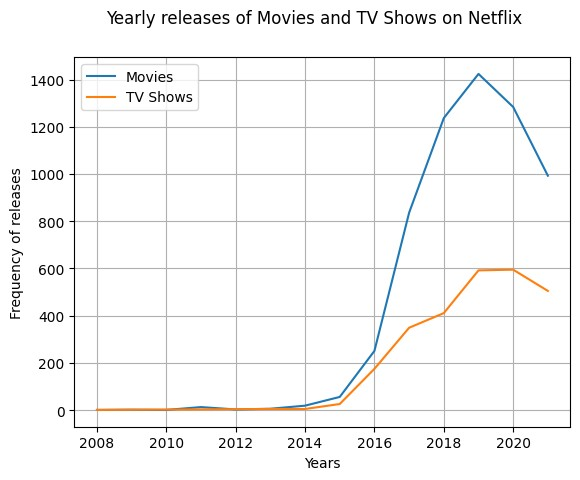 Yearly releases of Movies and TV Shows on Netflix
Movies
TV Shows
1400
1200
1000
800
600
400
200
0
Frequency of releases
2008 2010 2012 2014 2016 2018 2020
Years